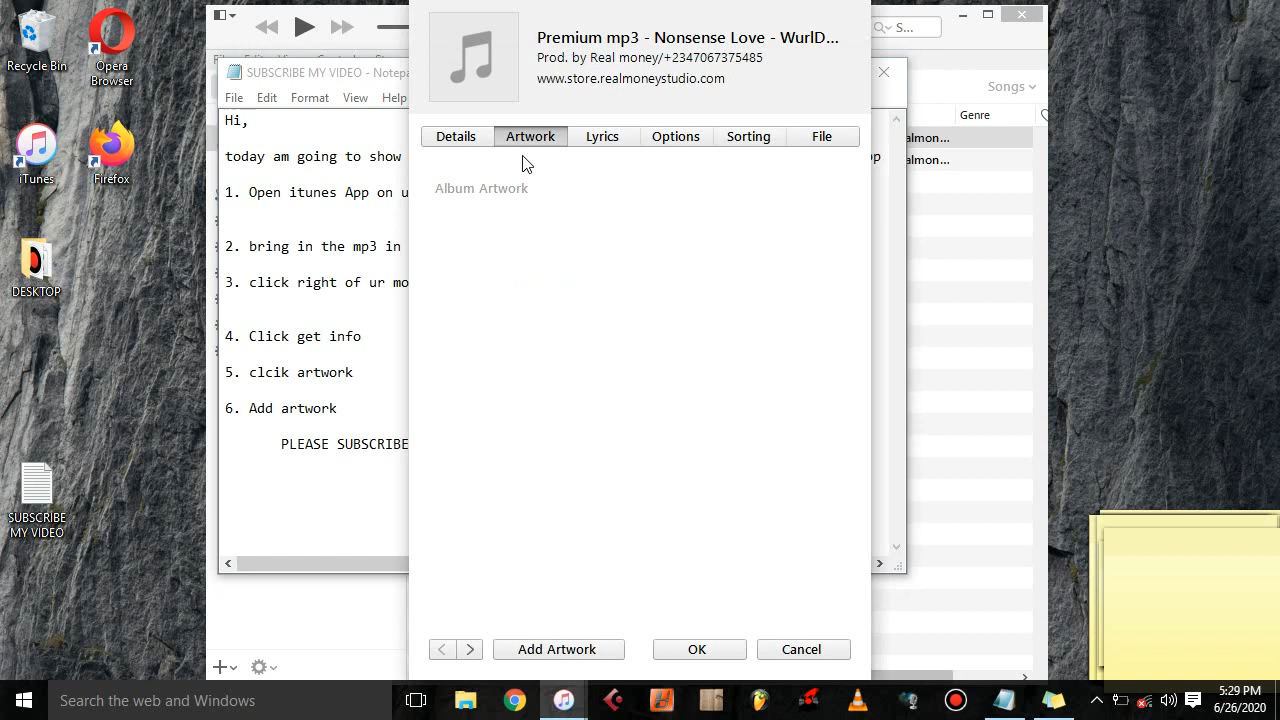 Recycle Bin
Opera
Browser
iTunes
Firefox
DESKTOP
SUBSCRIBE
MY VIDEO
S...
Songs
Genre
almon...
almon...
SUBSCRIBE MY VIDEO - Notepa
File Edit Format View Help
Hi,
today am going to show
1. Open itunes App on u
2. bring in the mp3 in
3. click right of ur mo
4. Click get info
5. clcik artwork
6. Add artwork
PLEASE SUBSCRIBE
op
Premium mp3 - Nonsense Love - WurlD...
Prod. by Real money/+2347067375485
www.store.realmoneystudio.com
Details Artwork Lyrics Options Sorting File
Album Artwork
Add Artwork OK Cancel
Search the web and Windows
5:29 PM
6/26/2020